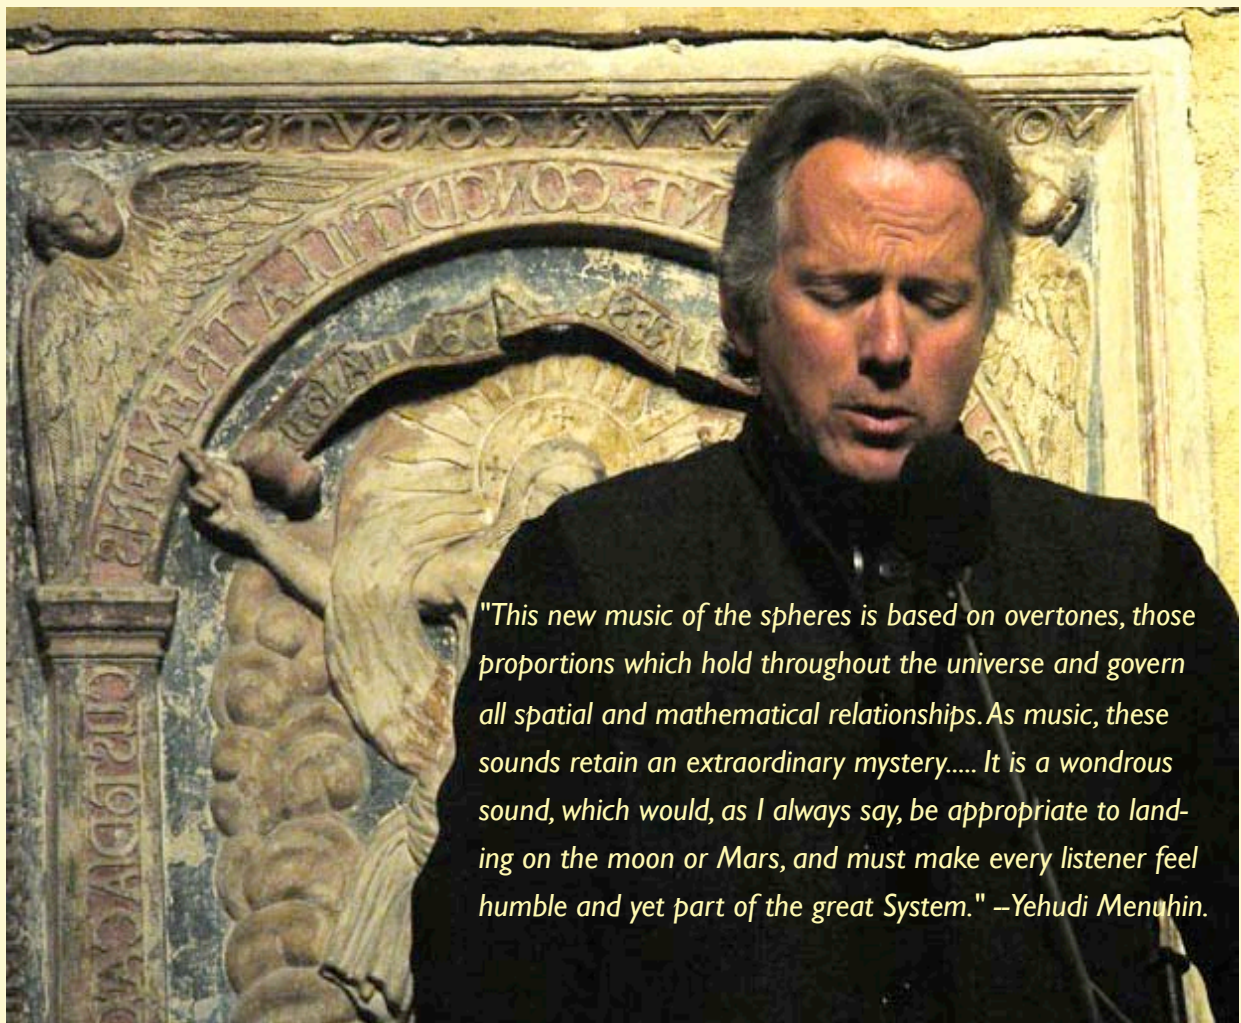 CONCIDIT TREMENS
"This new music of the spheres is based on overtones, those
proportions which hold throughout the universe and govern
all spatial and mathematical relationships. As music, these
sounds retain an extraordinary mystery..... It is a wondrous
sound, which would, as I always say, be appropriate to land-
ing on the moon or Mars, and must make every listener feel
humble and yet part of the great System." --Yehudi Menuhin.